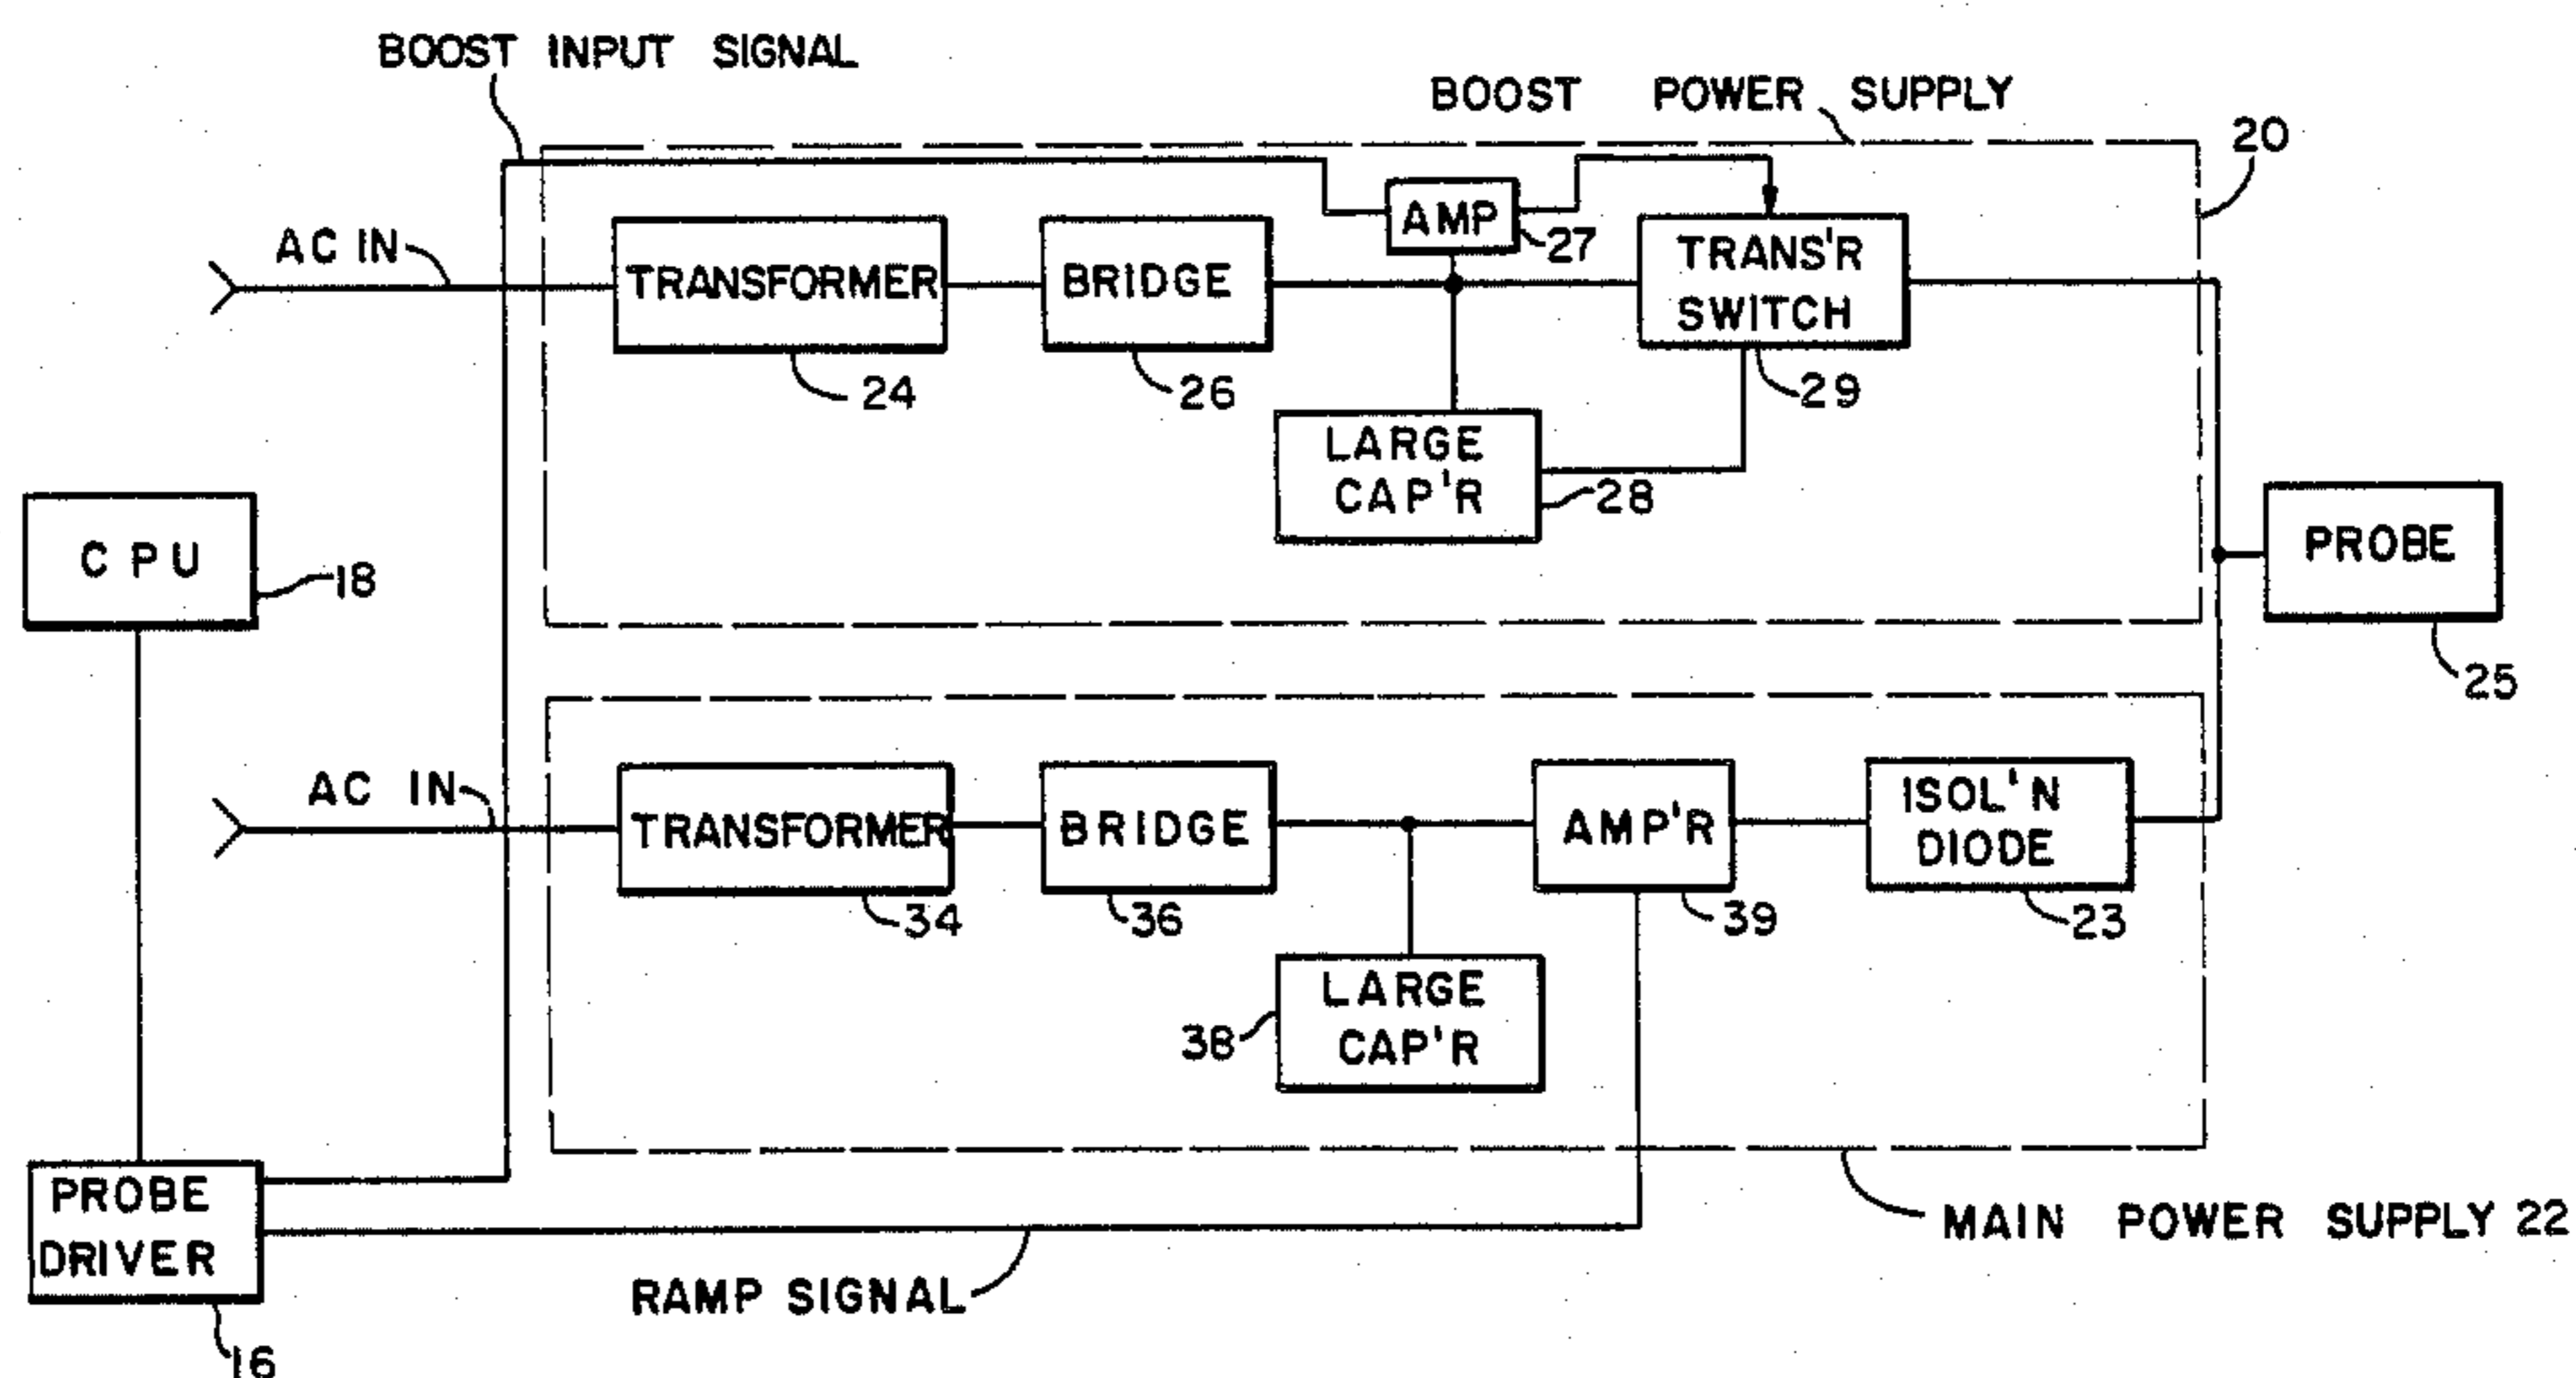 BOOST INPUT SIGNAL
BOOST POWER SUPPLY
20
AC IN
TRANSFORMER
24
BRIDGE
26
AMP
27
TRANS'R
SWITCH
29
LARGE
CAP'R
28
CPU
18
PROBE
25
AC IN
TRANSFORMER
34
BRIDGE
36
AMP'R
39
ISOL'N
DIODE
23
LARGE
CAP'R
38
PROBE
DRIVER
16
RAMP SIGNAL
MAIN POWER SUPPLY 22